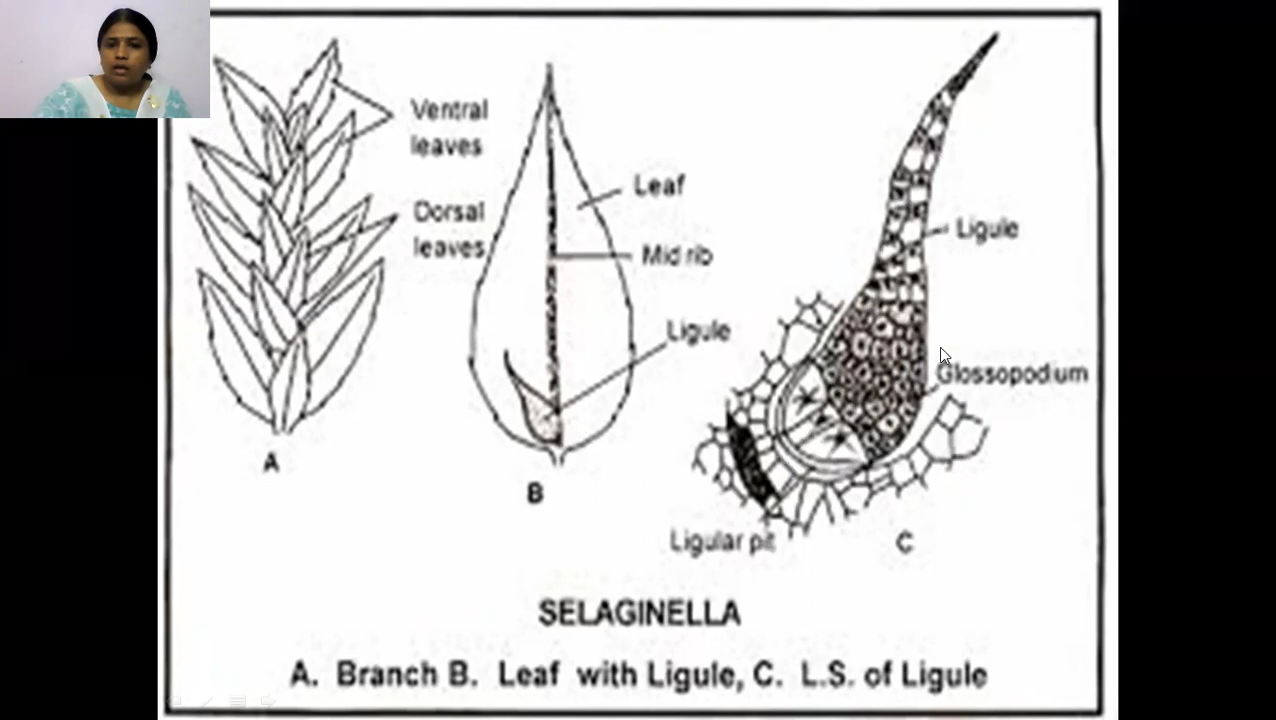 Ventral
leaves
Dorsal
leaves
A
Leaf
Mid rib
Ligule
B
Ligule
Glossopodium
Ligular pit
C
SELAGINELLA
A. Branch B. Leaf with Ligule, C. L.S. of Ligule